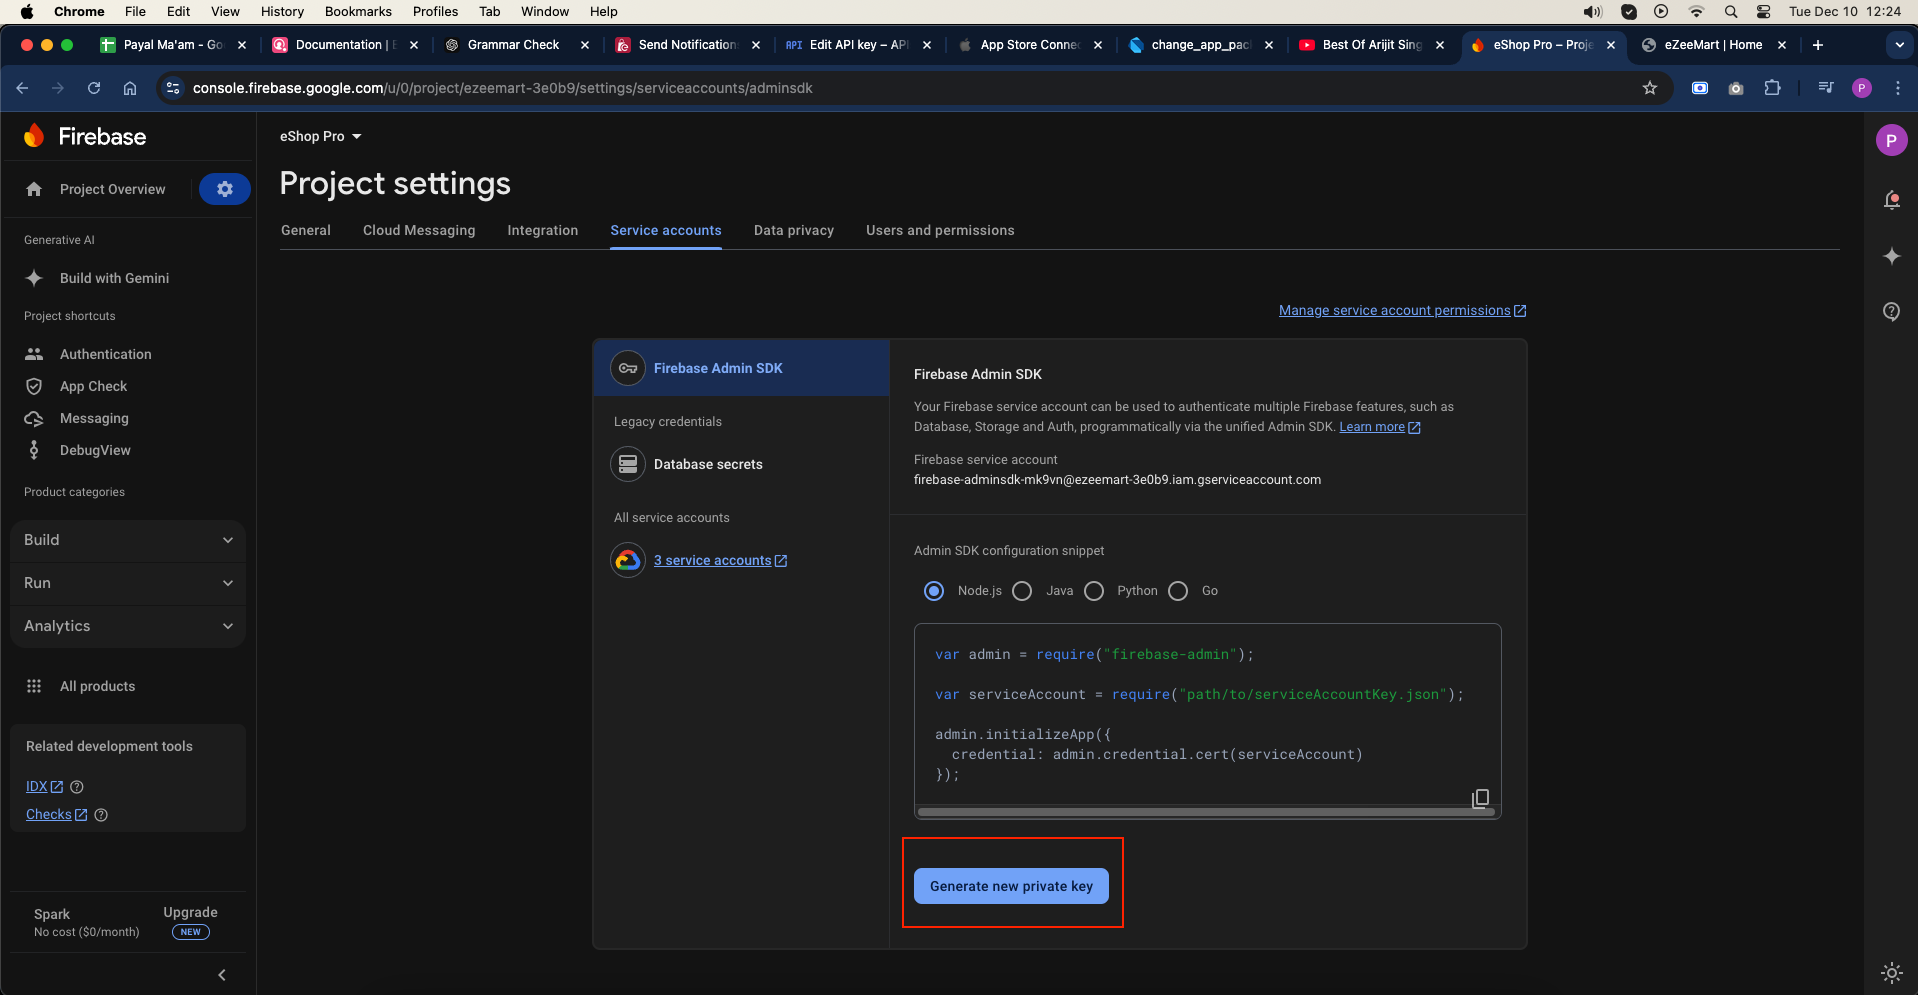 Chrome File Edit View History Bookmarks Profiles Tab Window Help Tue Dec 10 12:24
Payal Ma'am - Go Documentation | E Grammar Check Send Notification API Edit API key – API App Store Connec change_app_pac Best Of Arijit Sing eShop Pro – Proje eZeeMart | Home
console.firebase.google.com/u/0/project/ezeemart-3e0b9/settings/serviceaccounts/adminsdk P
Firebase
eShop Pro
P
Project Overview
Project settings
General Cloud Messaging Integration Service accounts Data privacy Users and permissions
Generative AI
Build with Gemini
Project shortcuts
Authentication
App Check
Messaging
DebugView
Product categories
Build
Run
Analytics
All products
Related development tools
IDX
Checks
Spark
No cost ($0/month)
Upgrade
NEW
Manage service account permissions
Firebase Admin SDK
Legacy credentials
Database secrets
All service accounts
3 service accounts
Firebase Admin SDK
Your Firebase service account can be used to authenticate multiple Firebase features, such as
Database, Storage and Auth, programmatically via the unified Admin SDK. Learn more
Firebase service account
firebase-adminsdk-mk9vn@ezeemart-3e0b9.iam.gserviceaccount.com
Admin SDK configuration snippet
Node.js Java Python Go
var admin = require("firebase-admin");
var serviceAccount = require("path/to/serviceAccountKey.json");
admin.initializeApp({
credential: admin.credential.cert(serviceAccount)
});
Generate new private key